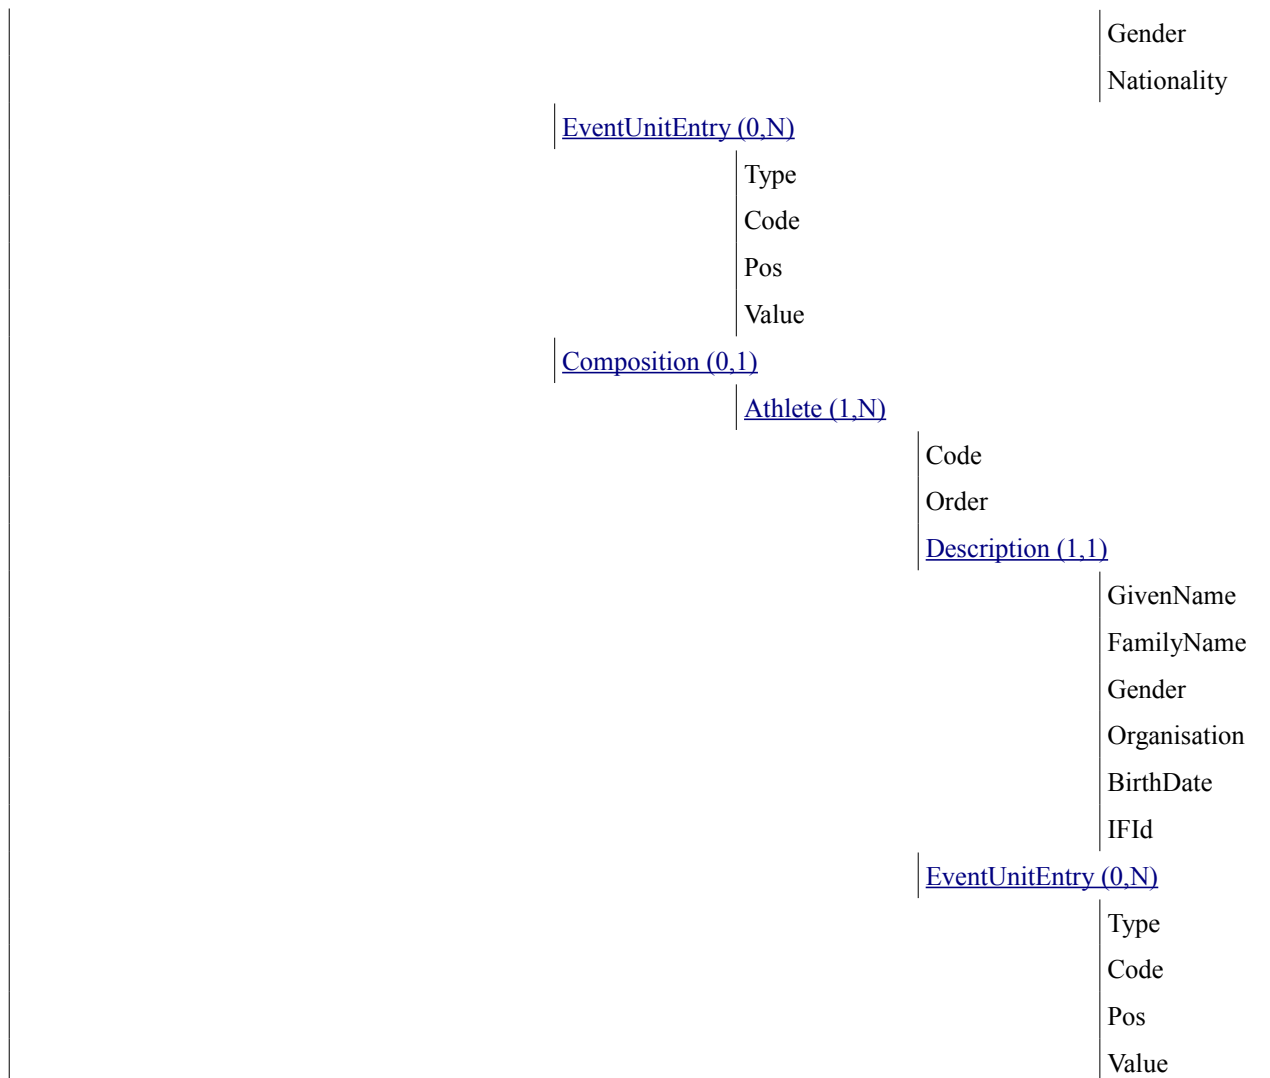 Gender
Nationality
EventUnitEntry (0,N)
Type
Code
Pos
Value
Composition (0,1)
Athlete (1,N)
Code
Order
Description (1,1)
GivenName
FamilyName
Gender
Organisation
BirthDate
IFId
EventUnitEntry (0,N)
Type
Code
Pos
Value